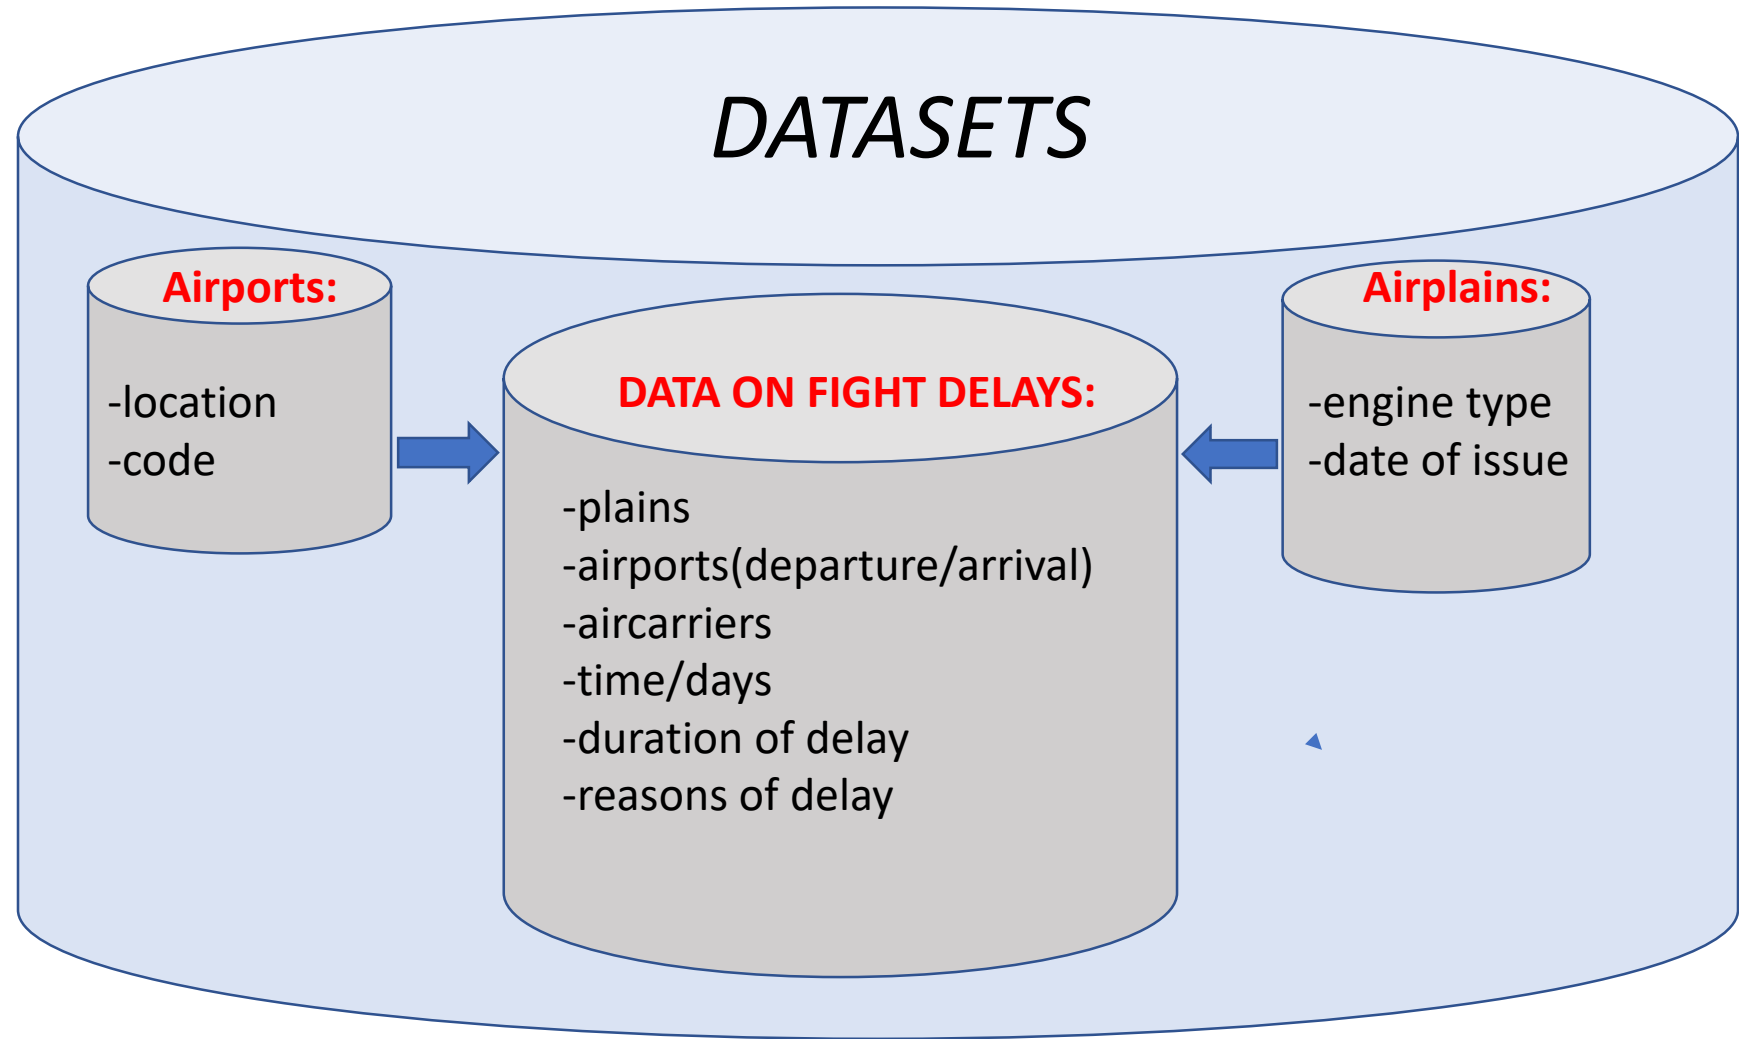 DATASETS
Airports:
-location
-code
DATA ON FIGHT DELAYS:
-plains
-airports(departure/arrival)
-aircarriers
-time/days
-duration of delay
-reasons of delay
Airplains:
-engine type
-date of issue